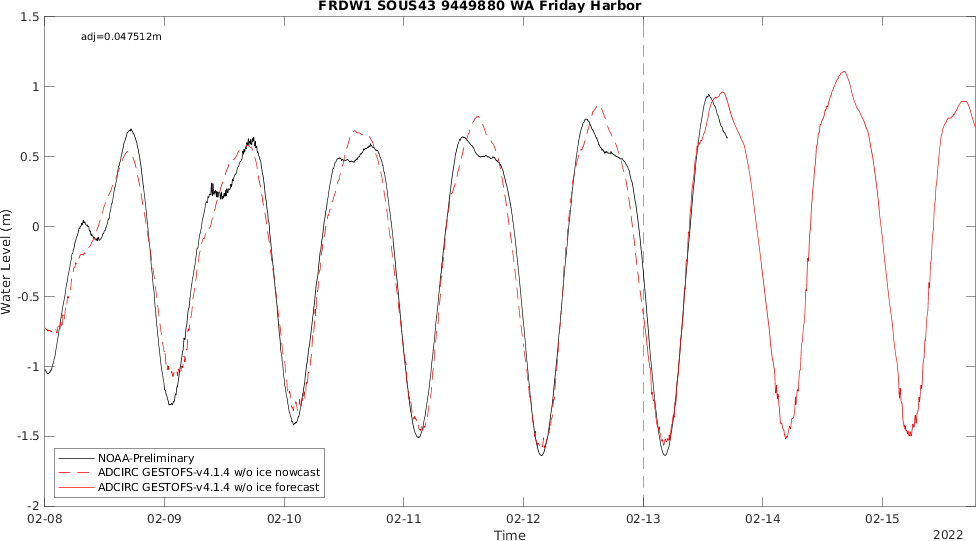 FRDW1 SOUS43 9449880 WA Friday Harbor
adj=0.047512m
1.5
1
0.5
0
-0.5
-1
-1.5
-2
Water Level (m)
NOAA-Preliminary
ADCIRC GESTOFS-v4.1.4 w/o ice nowcast
ADCIRC GESTOFS-v4.1.4 w/o ice forecast
02-08 02-09 02-10 02-11 02-12 02-13 02-14 02-15
Time
2022